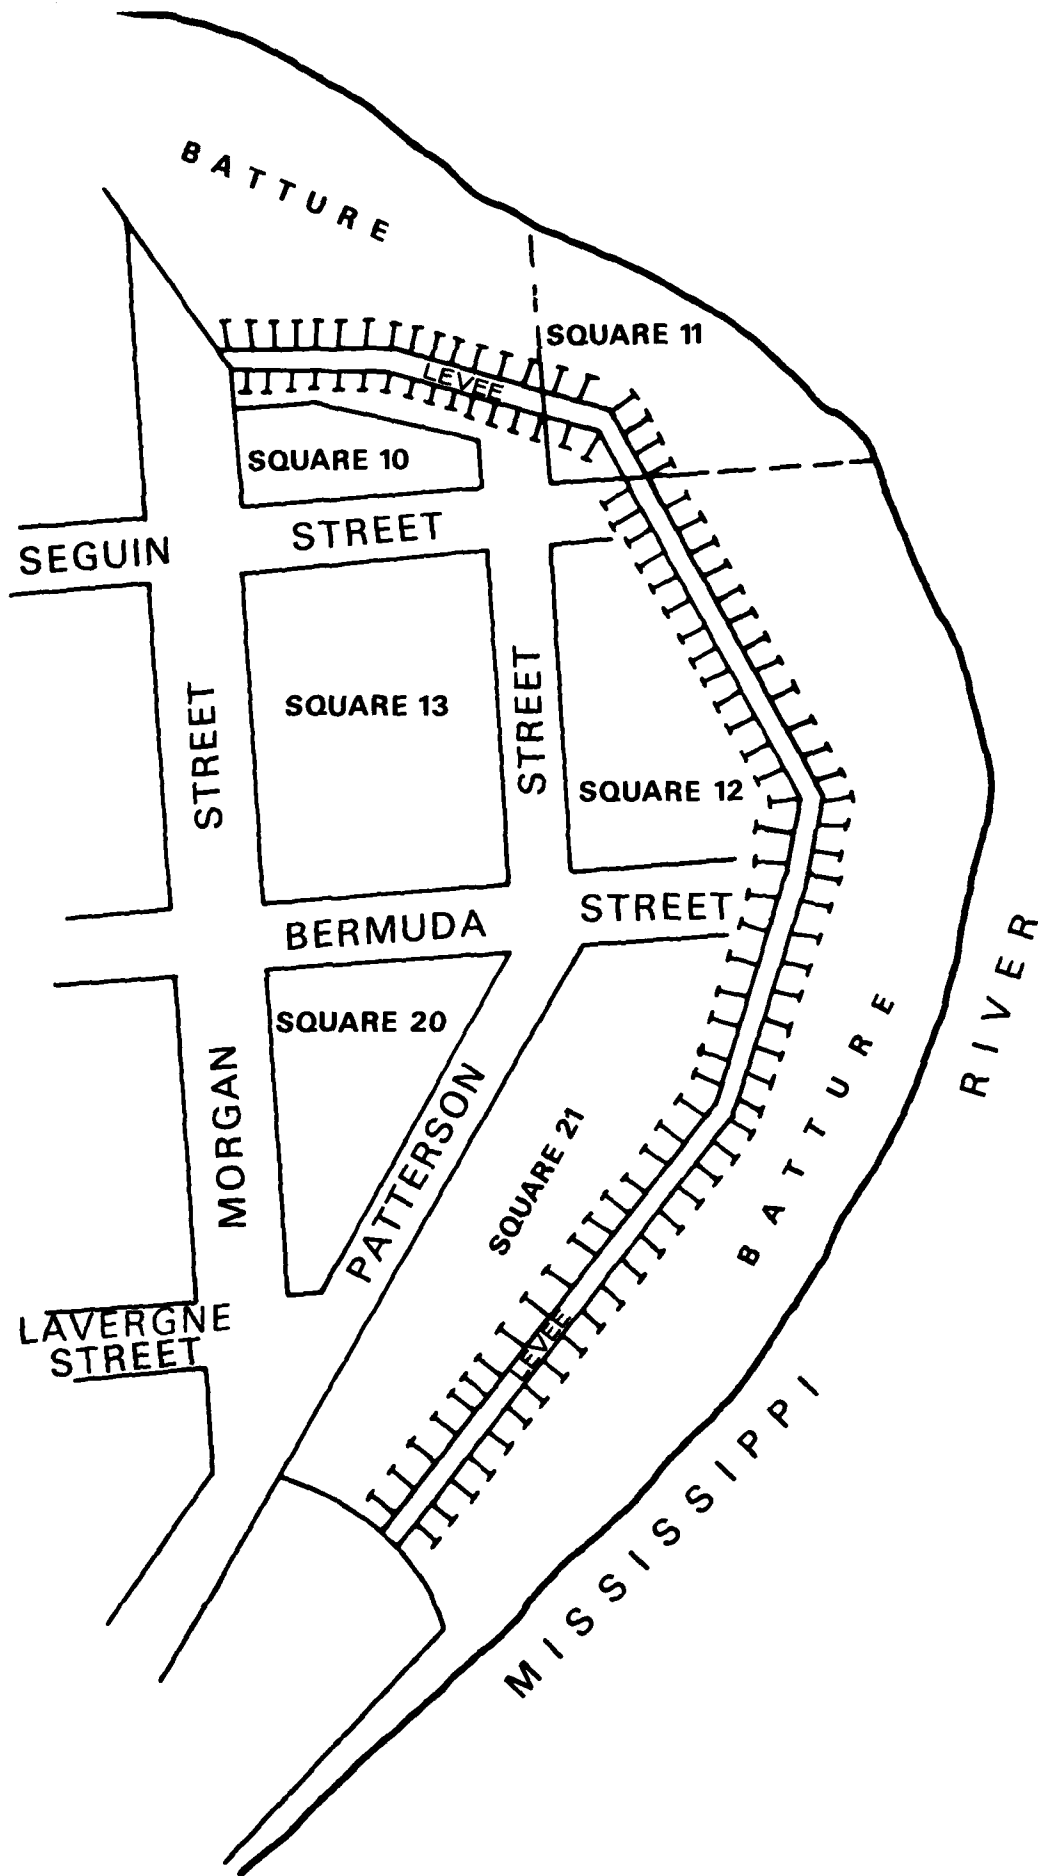 BATTURE
SQUARE 11
LEVEE
SQUARE 10
STREET
SEGUIN
SQUARE 13
STREET
STREET
SQUARE 12
STREET
BERMUDA
RIVER
BATTURE
SQUARE 20
MORGAN
PATTERSON
SQUARE 21
LAVERGNE
STREET
LEVEE
MISSISSIPPI